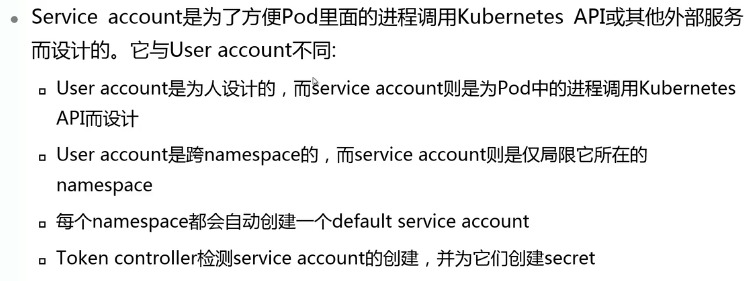 Service account是为了方便Pod里面的进程调用Kubernetes API或其他外部服务
而设计的。它与User account不同:
User account是为人设计的，而service account则是为Pod中的进程调用Kubernetes
API而设计
User account是跨namespace的，而service account则是仅局限它所在的
namespace
每个namespace都会自动创建一个default service account
Token controller检测service account的创建，并为它们创建secret